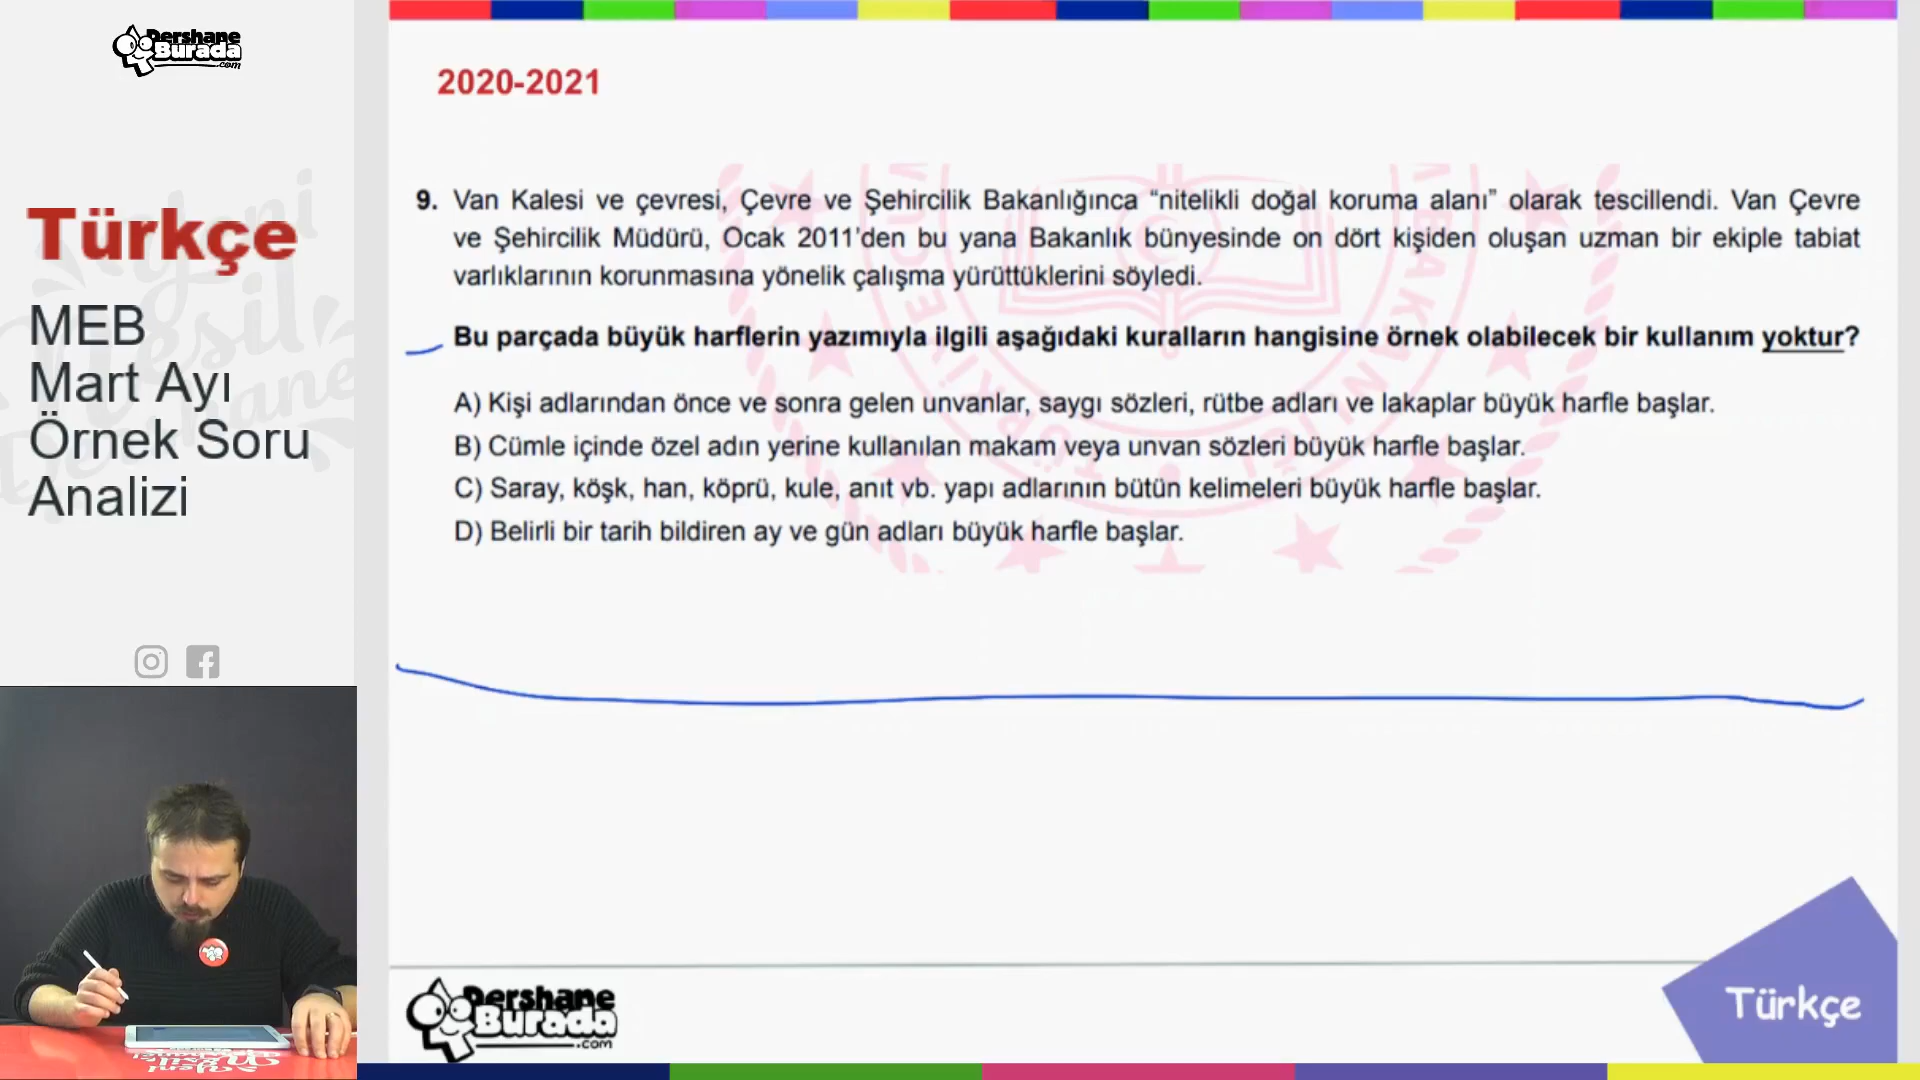 Dershane
Burada
.com
Türkçe
MEB
Mart Ayı
Örnek Soru
Analizi
2020-2021
9. Van Kalesi ve çevresi, Çevre ve Şehircilik Bakanlığınca “nitelikli doğal koruma alanı” olarak tescillendi. Van Çevre
ve Şehircilik Müdürü, Ocak 2011’den bu yana Bakanlık bünyesinde on dört kişiden oluşan uzman bir ekiple tabiat
varlıklarının korunmasına yönelik çalışma yürüttüklerini söyledi.
Bu parçada büyük harflerin yazımıyla ilgili aşağıdaki kuralların hangisine örnek olabilecek bir kullanım yoktur?
A) Kişi adlarından önce ve sonra gelen unvanlar, saygı sözleri, rütbe adları ve lakaplar büyük harfle başlar.
B) Cümle içinde özel adın yerine kullanılan makam veya unvan sözleri büyük harfle başlar.
C) Saray, köşk, han, köprü, kule, anıt vb. yapı adlarının bütün kelimeleri büyük harfle başlar.
D) Belirli bir tarih bildiren ay ve gün adları büyük harfle başlar.
Dershane
Burada
.com
Türkçe